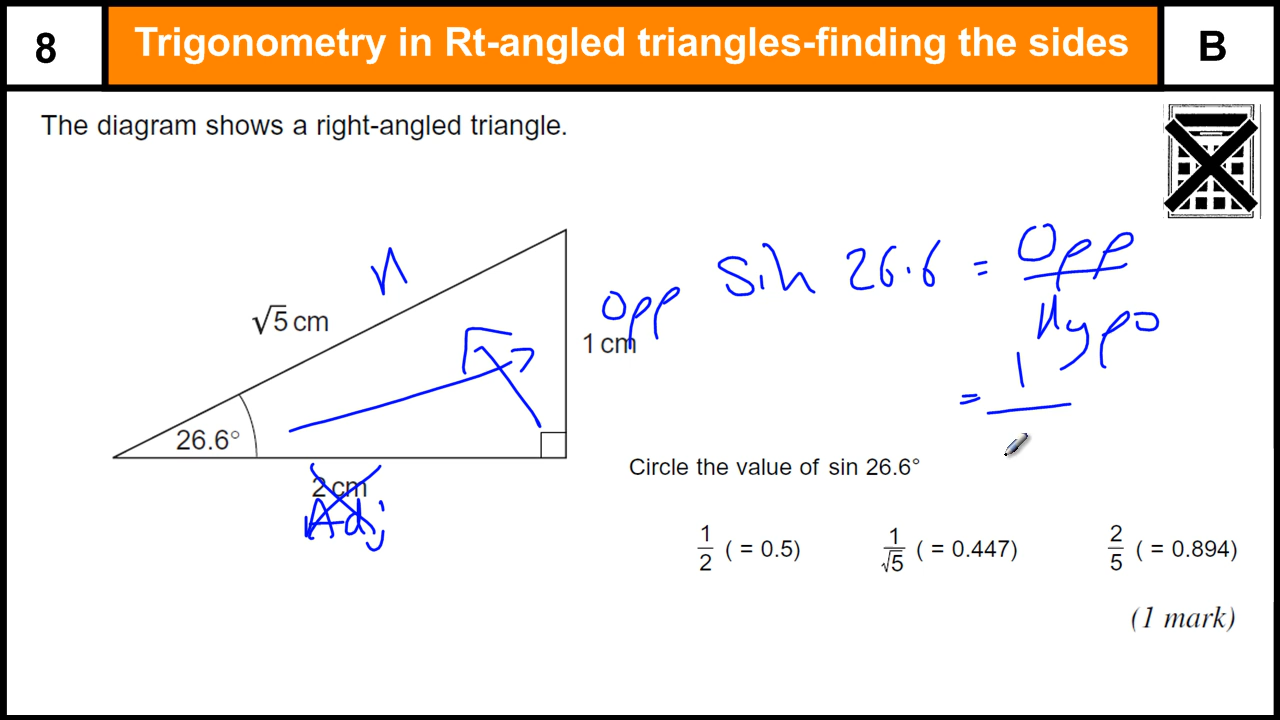 8 Trigonometry in Rt-angled triangles-finding the sides B
The diagram shows a right-angled triangle.
√5 cm
h
Opp
1 cm
26.6°
2 cm
Adj
Sin 26.6 = Opp
Hypo
= 1
Circle the value of sin 26.6°
1/2 ( = 0.5) 1/√5 ( = 0.447) 2/5 ( = 0.894)
(1 mark)